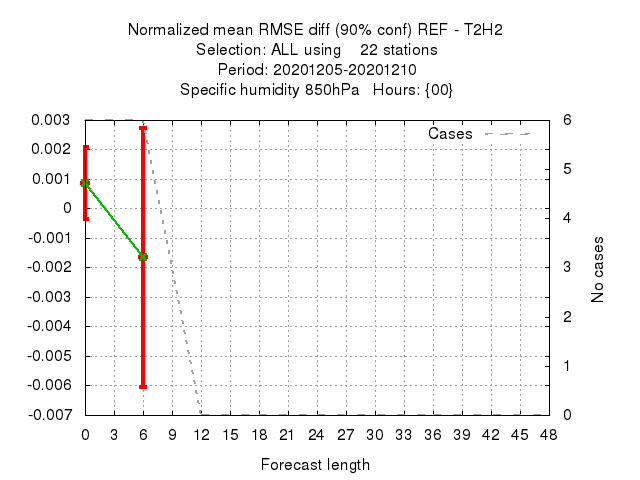 Normalized mean RMSE diff (90% conf) REF - T2H2
Selection: ALL using    22 stations
Period: 20201205-20201210
Specific humidity 850hPa   Hours: {00}
Cases
0.003
0.002
0.001
0
-0.001
-0.002
-0.003
-0.004
-0.005
-0.006
-0.007
6
5
4
3
2
1
0
No cases
0 3 6 9 12 15 18 21 24 27 30 33 36 39 42 45 48
Forecast length